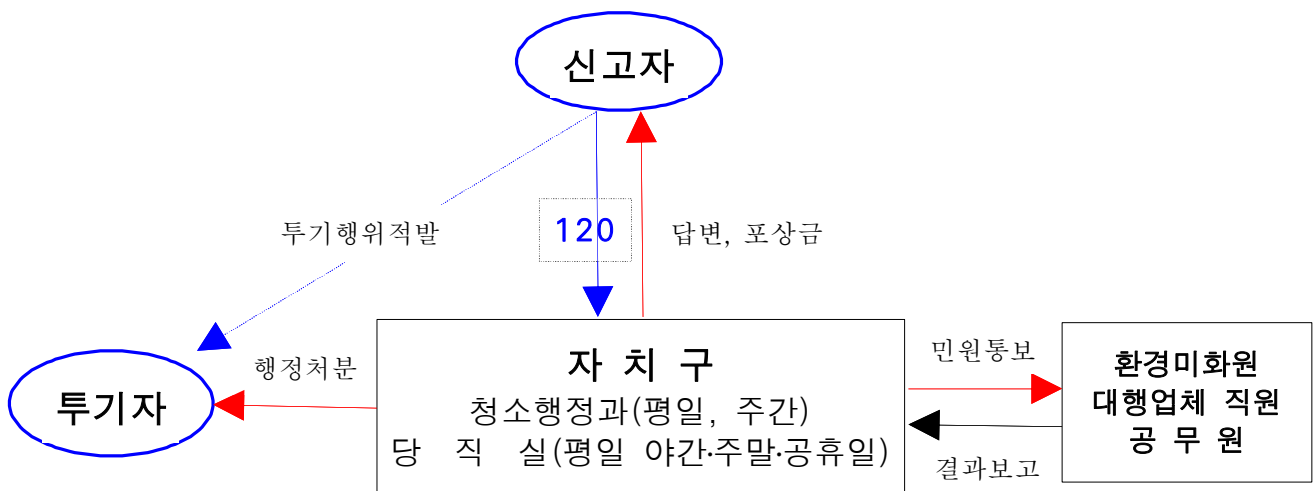 신고자
투기행위적발
120
답변, 포상금
투기자
행정처분
자 치 구
청소행정과(평일, 주간)
당 직 실(평일 야간·주말·공휴일)
민원통보
결과보고
환경미화원
대행업체 직원
공 무 원